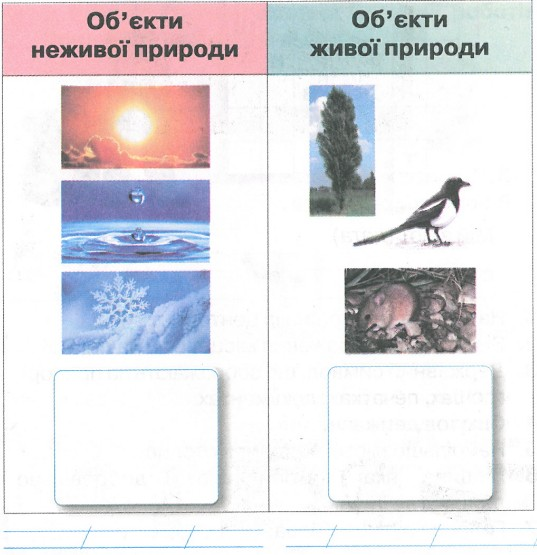 Об’єкти
неживої природи
Об’єкти
живої природи